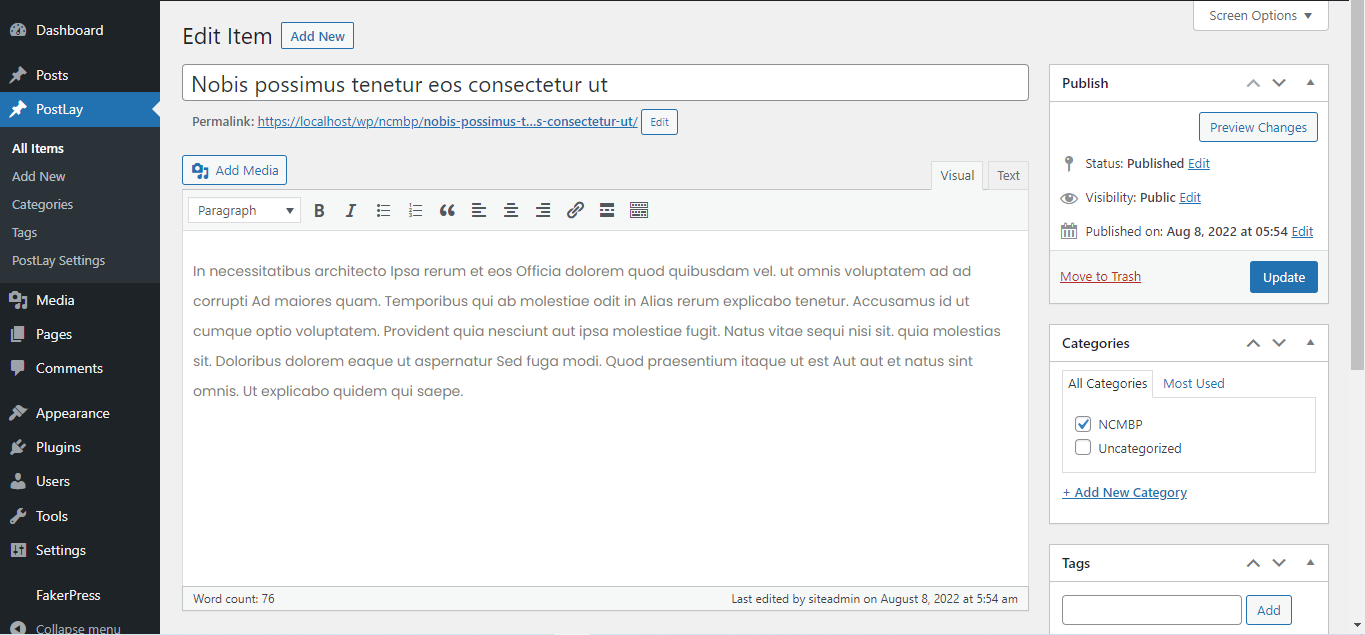 Dashboard
Posts
PostLay
All Items
Add New
Categories
Tags
PostLay Settings
Media
Pages
Comments
Appearance
Plugins
Users
Tools
Settings
FakerPress
Collapse menu
Screen Options ▼
Edit Item
Add New
Nobis possimus tenetur eos consectetur ut
Permalink: https://localhost/wp/ncmbp/nobis-possimus-t…s-consectetur-ut/ Edit
Add Media
Visual Text
Paragraph ▼ B I
In necessitatibus architecto Ipsa rerum et eos Officia dolorem quod quibusdam vel. ut omnis voluptatem ad ad
corrupti Ad maiores quam. Temporibus qui ab molestiae odit in Alias rerum explicabo tenetur. Accusamus id ut
cumque optio voluptatem. Provident quia nesciunt aut ipsa molestiae fugit. Natus vitae sequi nisi sit. quia molestias
sit. Doloribus dolorem eaque ut aspernatur Sed fuga modi. Quod praesentium itaque ut est Aut aut et natus sint
omnis. Ut explicabo quidem qui saepe.
Word count: 76
Last edited by siteadmin on August 8, 2022 at 5:54 am
Publish
Preview Changes
Status: Published Edit
Visibility: Public Edit
Published on: Aug 8, 2022 at 05:54 Edit
Move to Trash
Update
Categories
All Categories Most Used
NCMBP
Uncategorized
+ Add New Category
Tags
Add